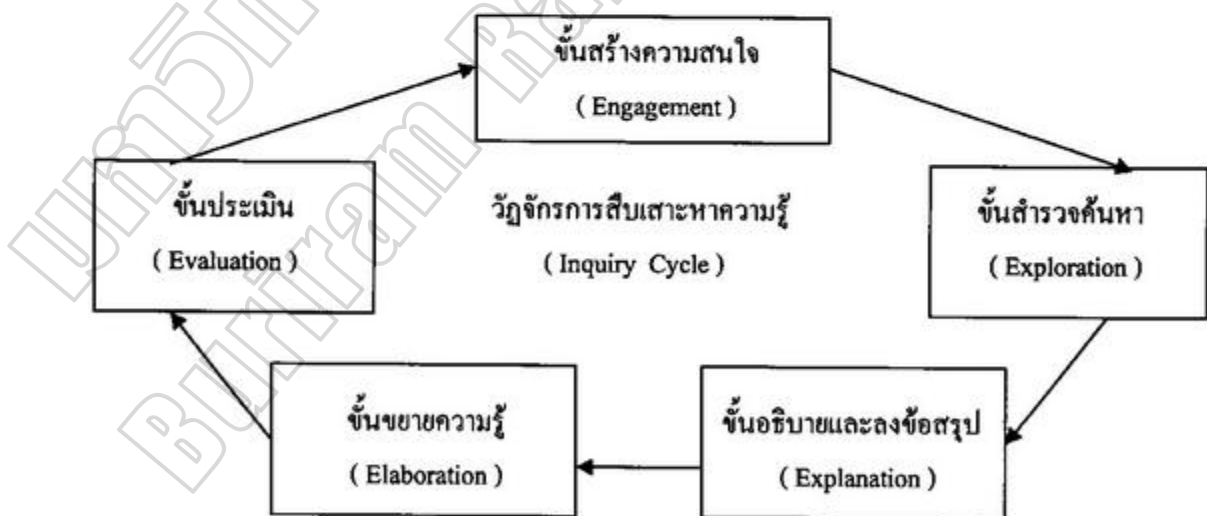 ขั้นสร้างความสนใจ
( Engagement )
ขั้นประเมิน
( Evaluation )
วัฏจักรการสืบเสาะหาความรู้
( Inquiry Cycle )
ขั้นสำรวจค้นหา
( Exploration )
ขั้นขยายความรู้
( Elaboration )
ขั้นอธิบายและลงข้อสรุป
( Explanation )
Buriram Ra